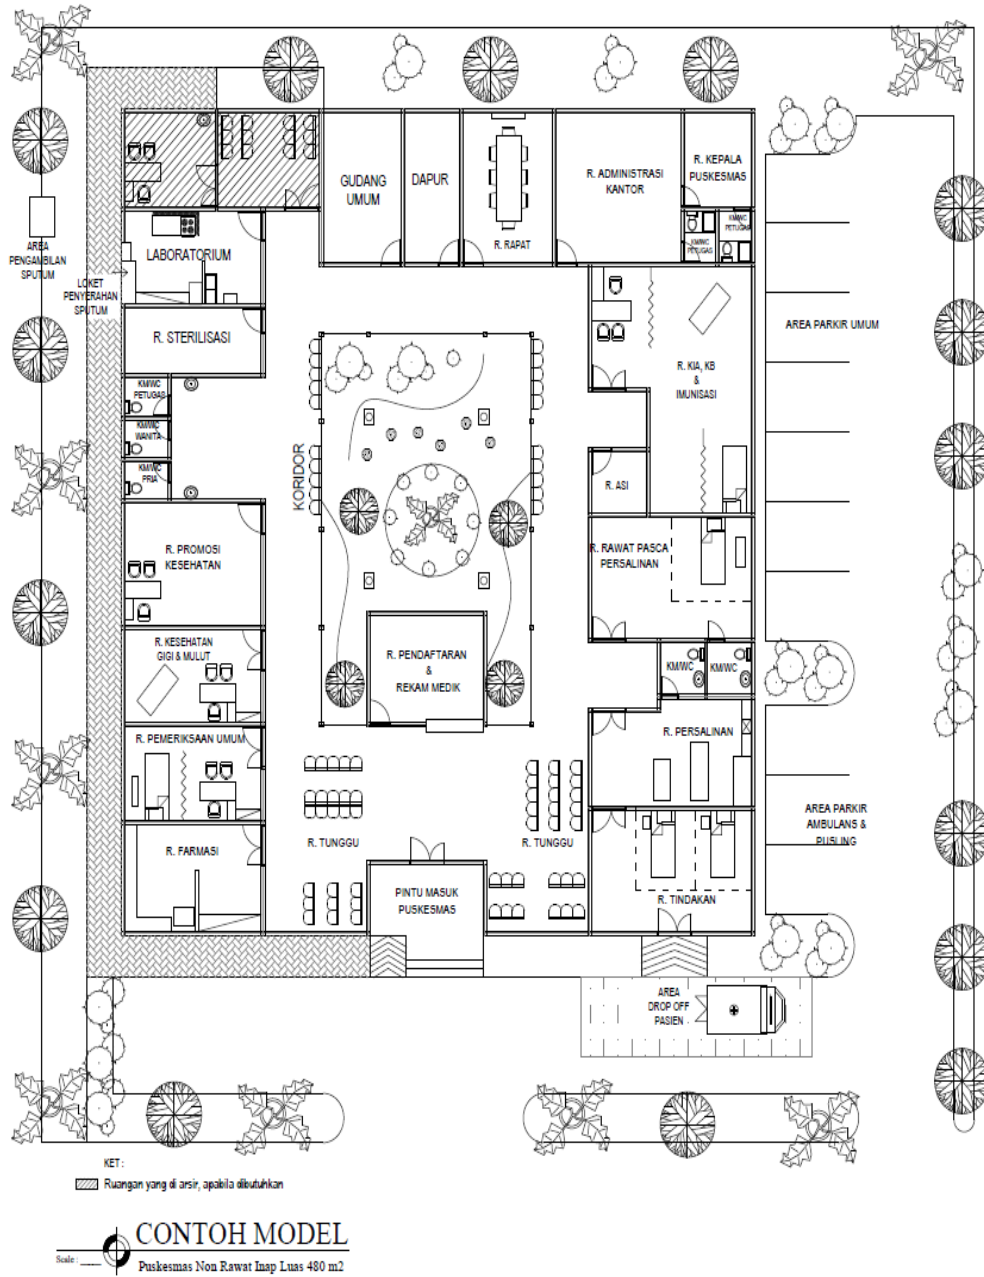 GUDANG
UMUM
DAPUR
R. RAPAT
R. ADMINISTRASI
KANTOR
R. KEPALA
PUSKESMAS
KM/WC
PETUGAS
KM/WC
PETUGAS
AREA
PENGAMBILAN
SPUTUM
LOKET
PENYERAHAN
SPUTUM
LABORATORIUM
R. STERILISASI
KM/WC
PETUGAS
KM/WC
WANITA
KM/WC
PRIA
KORIDOR
R. KIA, KB
&
IMUNISASI
AREA PARKIR UMUM
R. ASI
R. PROMOSI
KESEHATAN
R. RAWAT PASCA
PERSALINAN
R. KESEHATAN
GIGI & MULUT
R. PENDAFTARAN
&
REKAM MEDIK
KM/WC
KM/WC
R. PEMERIKSAAN UMUM
R. PERSALINAN
R. FARMASI
R. TUNGGU
R. TUNGGU
AREA PARKIR
AMBULANS &
PUSLING
PINTU MASUK
PUSKESMAS
R. TINDAKAN
AREA
DROP OFF
PASIEN
KET :
Ruangan yang di arsir, apabila dibutuhkan
CONTOH MODEL
Scale :
Puskesmas Non Rawat Inap Luas 480 m2